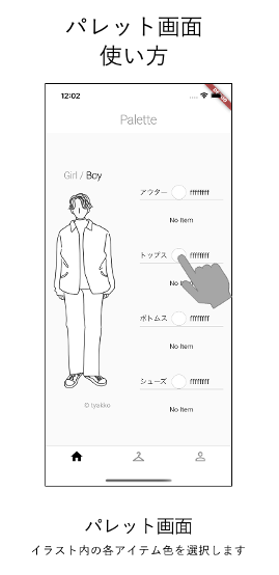 パレット画面
使い方
12:02
Palette
Girl / Boy
アウター ffffffff
No Item
トップス ffffffff
No
ボトムス ffffffff
No Item
シューズ ffffffff
No Item
パレット画面
イラスト内の各アイテム色を選択します